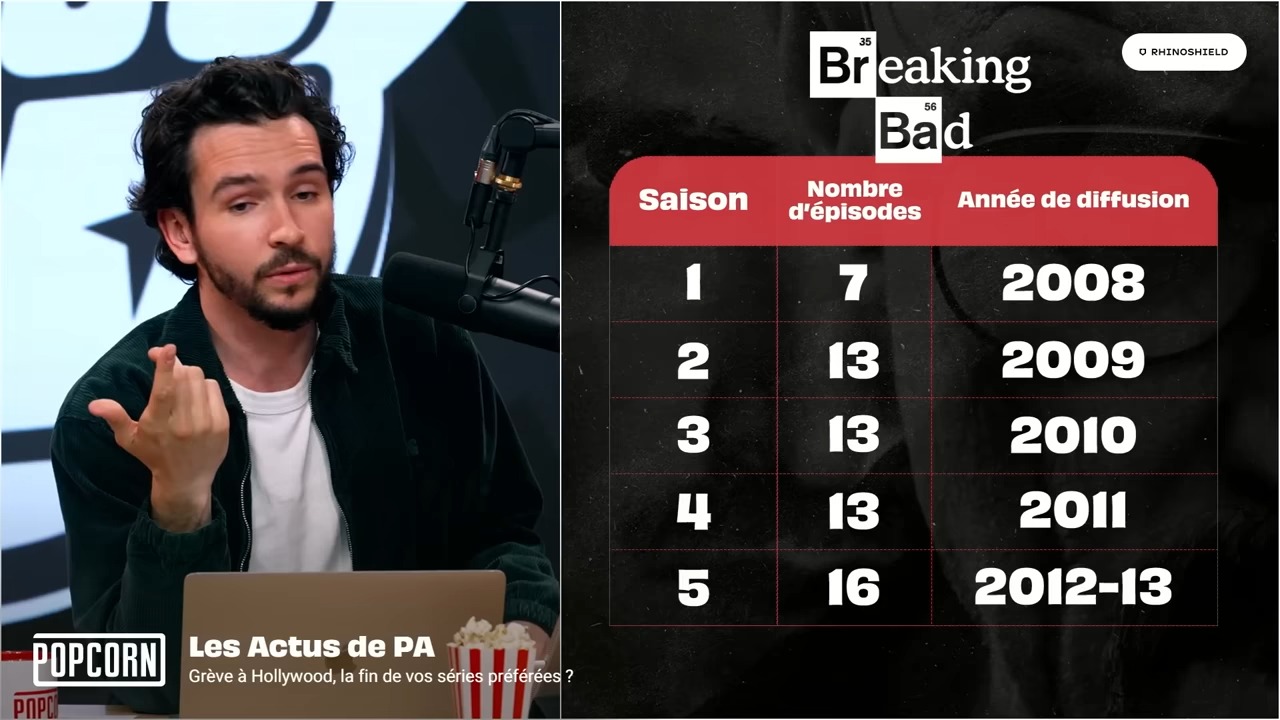 35
Breaking
56
Bad
RHINOSHIELD
Saison
Nombre
d'épisodes
Année de diffusion
1 7 2008
2 13 2009
3 13 2010
4 13 2011
5 16 2012-13
POPCORN
Les Actus de PA
Grève à Hollywood, la fin de vos séries préférées ?
POPCO